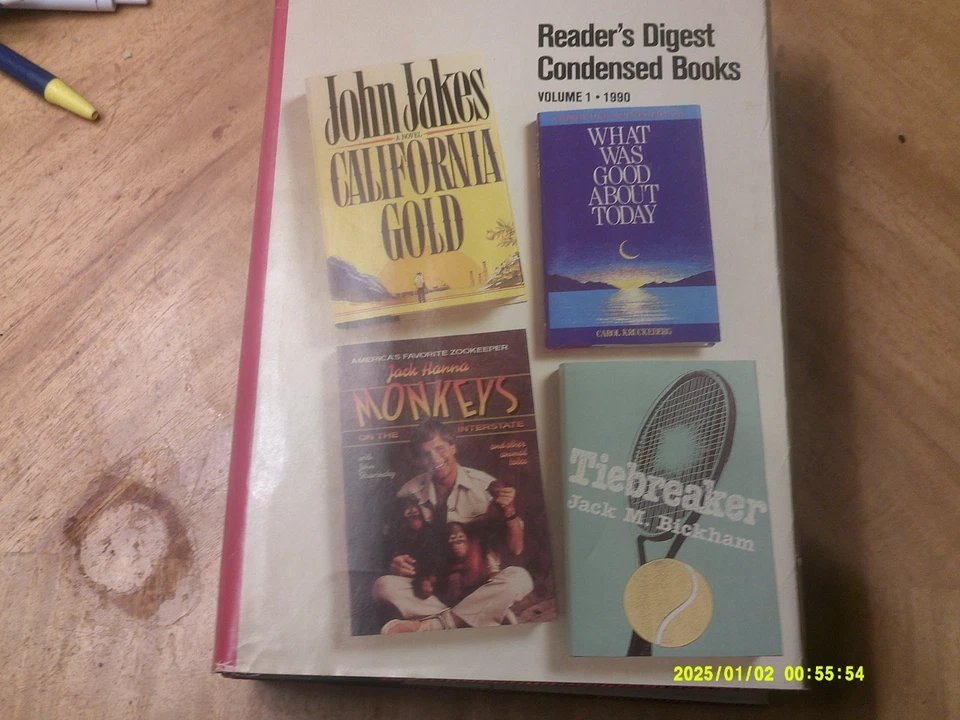 Reader's Digest
Condensed Books
VOLUME 1 • 1990
John Jakes
A NOVEL
CALIFORNIA
GOLD
WHAT
WAS
GOOD
ABOUT
TODAY
CAROL KRUCKEBERG
AMERICA'S FAVORITE ZOOKEEPER
Jack Hanna
MONKEYS
ON THE INTERSTATE
with
John
and other
animal
tales
Tiebreaker
Jack M. Bickham
2025/01/02 00:55:54